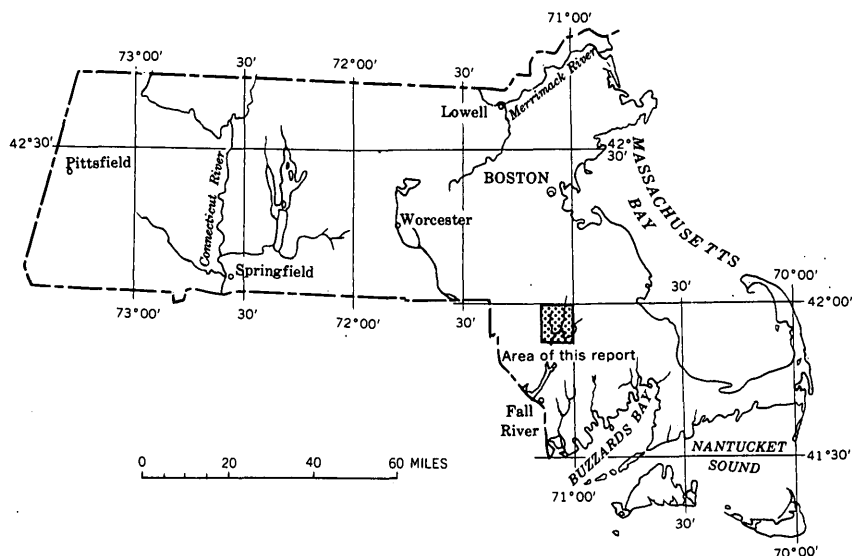 71°00'
73°00'
30'
72°00'
30'
Lowell
Merrimack River
42°30'
42°
30'
Pittsfield
Connecticut River
BOSTON
MASSACHUSETTS
BAY
Worcester
Springfield
70°00'
30'
42°00'
73°00'
30'
72°00'
30'
Area of this report
Fall
River
BUZZARDS BAY
NANTUCKET
SOUND
41°30'
0 20 40 60 MILES
71°00'
30'
70°00'